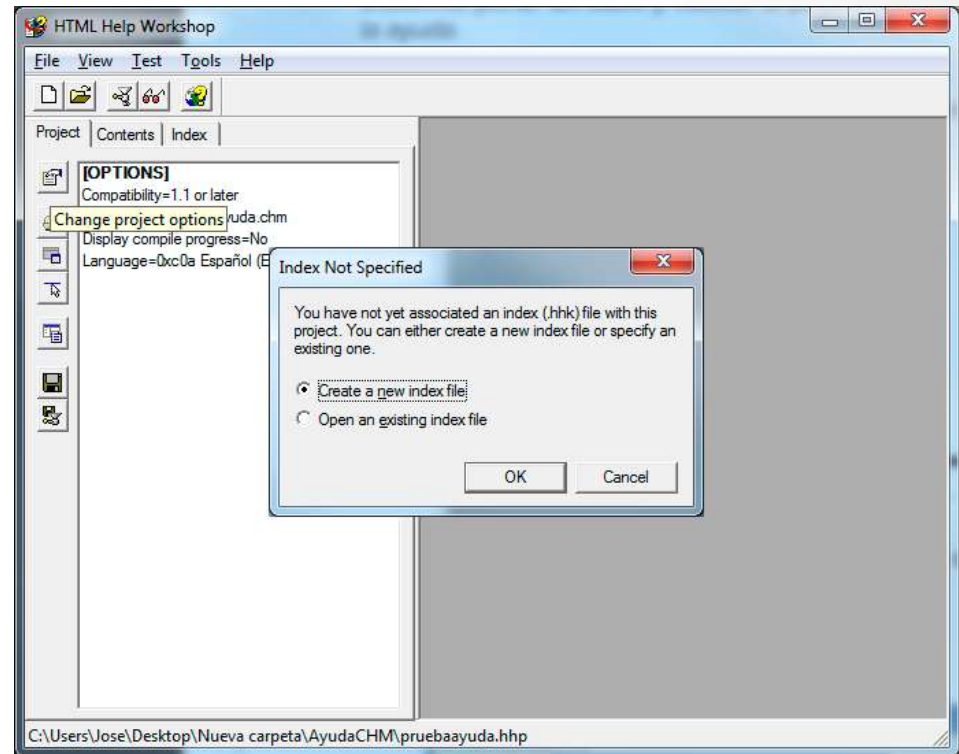 HTML Help Workshop
la ayuda
File View Test Tools Help
Project Contents Index
[OPTIONS]
Compatibility=1.1 or later
Change project options yuda.chm
Display compile progress=No
Language=0xc0a Español (E
Index Not Specified
You have not yet associated an index (.hhk) file with this
project. You can either create a new index file or specify an
existing one.
Create a new index file
Open an existing index file
OK Cancel
C:\Users\Jose\Desktop\Nueva carpeta\AyudaCHM\pruebaayuda.hhp